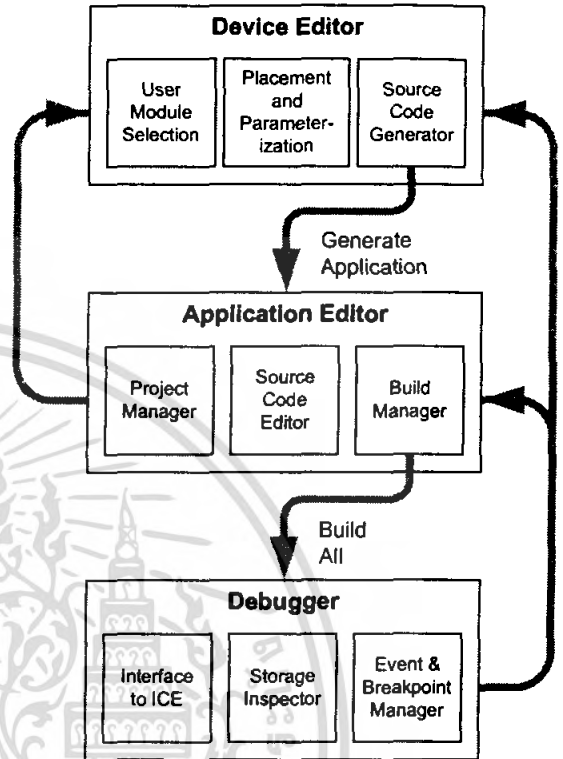 Device Editor
User
Module
Selection
Placement
and
Parameter-
ization
Source
Code
Generator
Generate
Application
Application Editor
Project
Manager
Source
Code
Editor
Build
Manager
Build
All
Debugger
Interface
to ICE
Storage
Inspector
Event &
Breakpoint
Manager